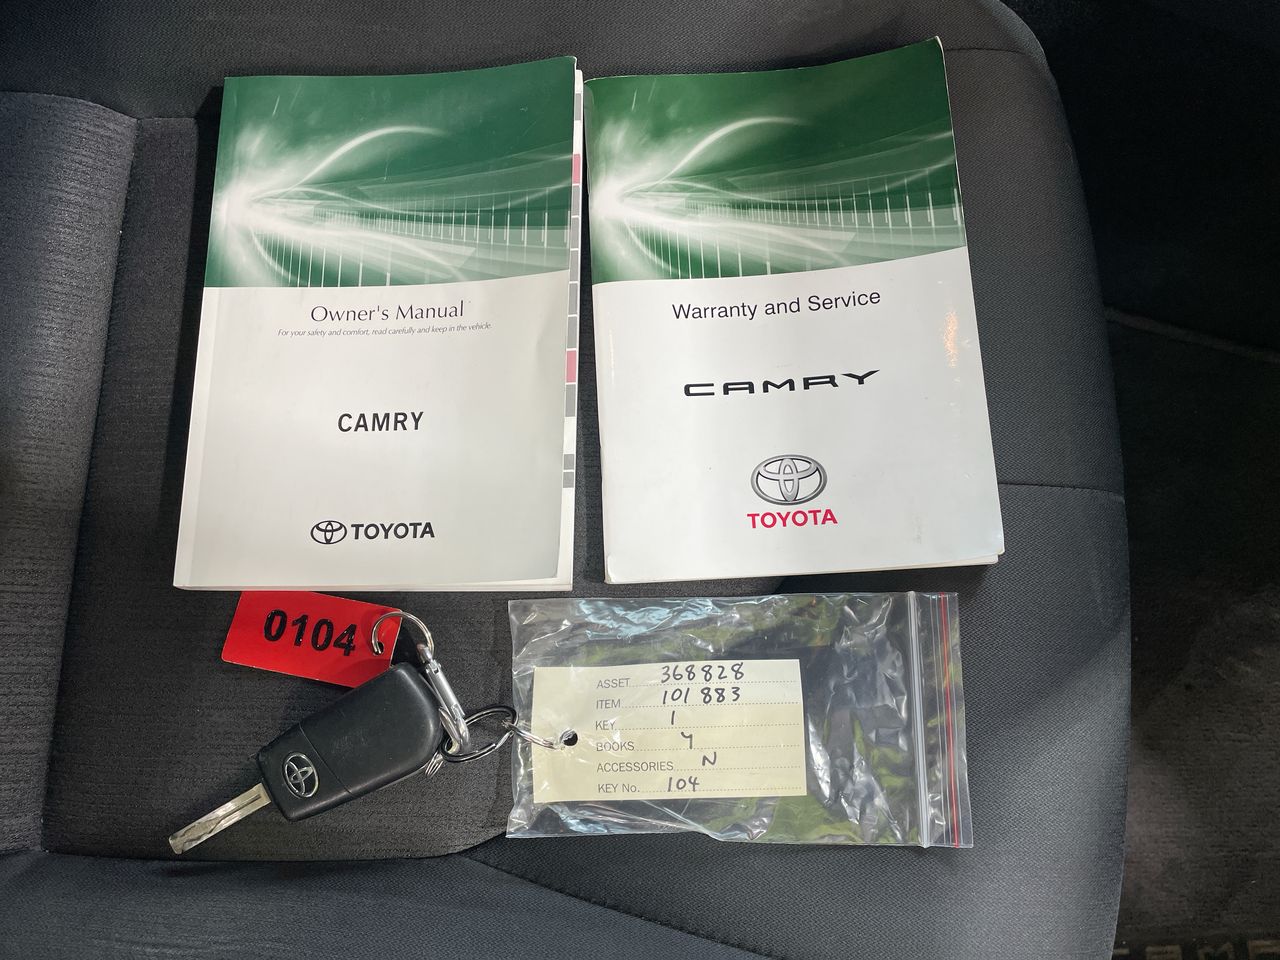 Owner's Manual
For your safety and comfort, read carefully and keep in the vehicle.
CAMRY
TOYOTA
Warranty and Service
CAMRY
TOYOTA
0104
ASSET 368828
ITEM 101 883
KEY 1
BOOKS Y
ACCESSORIES N
KEY No. 104
CAMRY